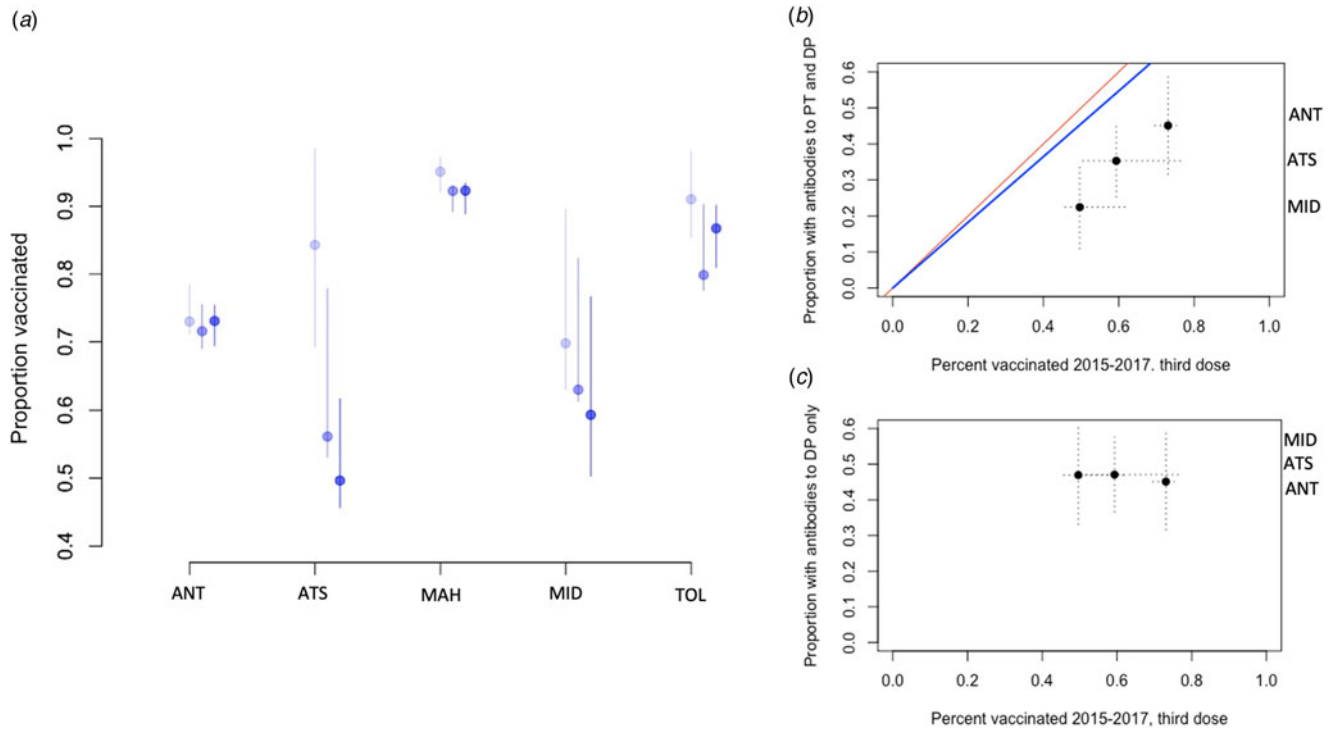 (a)
Proportion vaccinated
1.0
0.9
0.8
0.7
0.6
0.5
0.4
ANT
ATS
MAH
MID
TOL
(b)
Proportion with antibodies to PT and DP
0.6
0.5
0.4
0.3
0.2
0.1
0.0
0.0 0.2 0.4 0.6 0.8 1.0
Percent vaccinated 2015-2017. third dose
ANT
ATS
MID
(c)
Proportion with antibodies to DP only
0.6
0.5
0.4
0.3
0.2
0.1
0.0
0.0 0.2 0.4 0.6 0.8 1.0
Percent vaccinated 2015-2017, third dose
MID
ATS
ANT